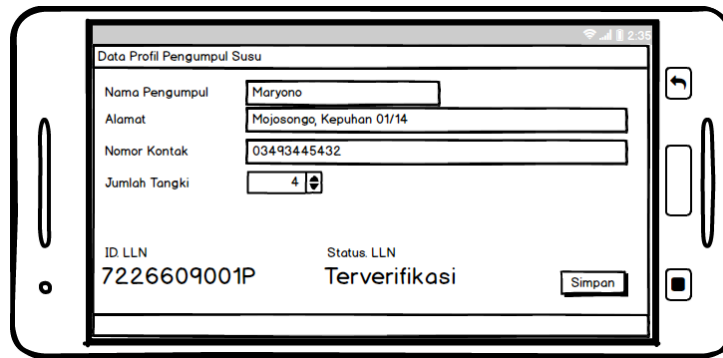 2:35
Data Profil Pengumpul Susu
Nama Pengumpul Maryono
Alamat Mojosongo, Kepuhan 01/14
Nomor Kontak 03493445432
Jumlah Tangki 4
ID. LLN Status. LLN
7226609001P Terverifikasi
Simpan